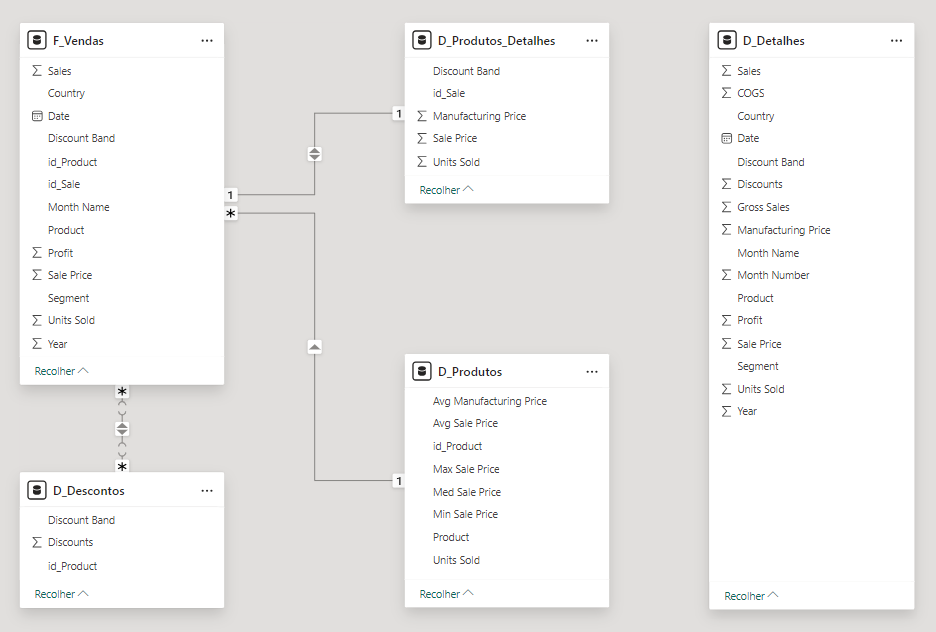 F_Vendas
Sales
Country
Date
Discount Band
id_Product
id_Sale
Month Name
Product
Profit
Sale Price
Segment
Units Sold
Year
Recolher
1
*
*
*
D_Descontos
Discount Band
Discounts
id_Product
Recolher
D_Produtos_Detalhes
Discount Band
id_Sale
Manufacturing Price
Sale Price
Units Sold
Recolher
1
D_Produtos
Avg Manufacturing Price
Avg Sale Price
id_Product
Max Sale Price
Med Sale Price
Min Sale Price
Product
Units Sold
Recolher
1
D_Detalhes
Sales
COGS
Country
Date
Discount Band
Discounts
Gross Sales
Manufacturing Price
Month Name
Month Number
Product
Profit
Sale Price
Segment
Units Sold
Year
Recolher